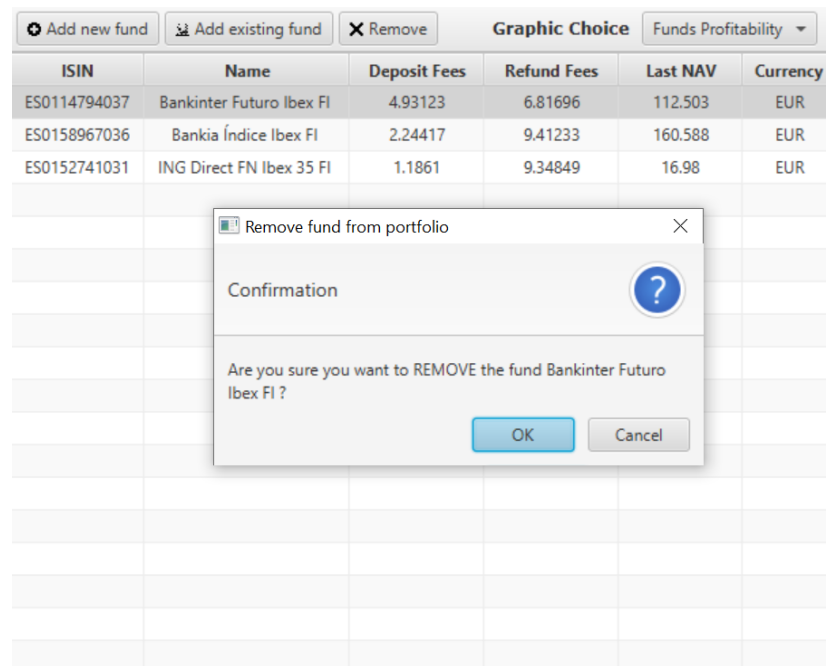 Add new fund Add existing fund Remove Graphic Choice Funds Profitability
ISIN Name Deposit Fees Refund Fees Last NAV Currency
ES0114794037 Bankinter Futuro Ibex FI 4.93123 6.81696 112.503 EUR
ES0158967036 Bankia Índice Ibex FI 2.24417 9.41233 160.588 EUR
ES0152741031 ING Direct FN Ibex 35 FI 1.1861 9.34849 16.98 EUR
Remove fund from portfolio
Confirmation
?
Are you sure you want to REMOVE the fund Bankinter Futuro
Ibex FI ?
OK Cancel